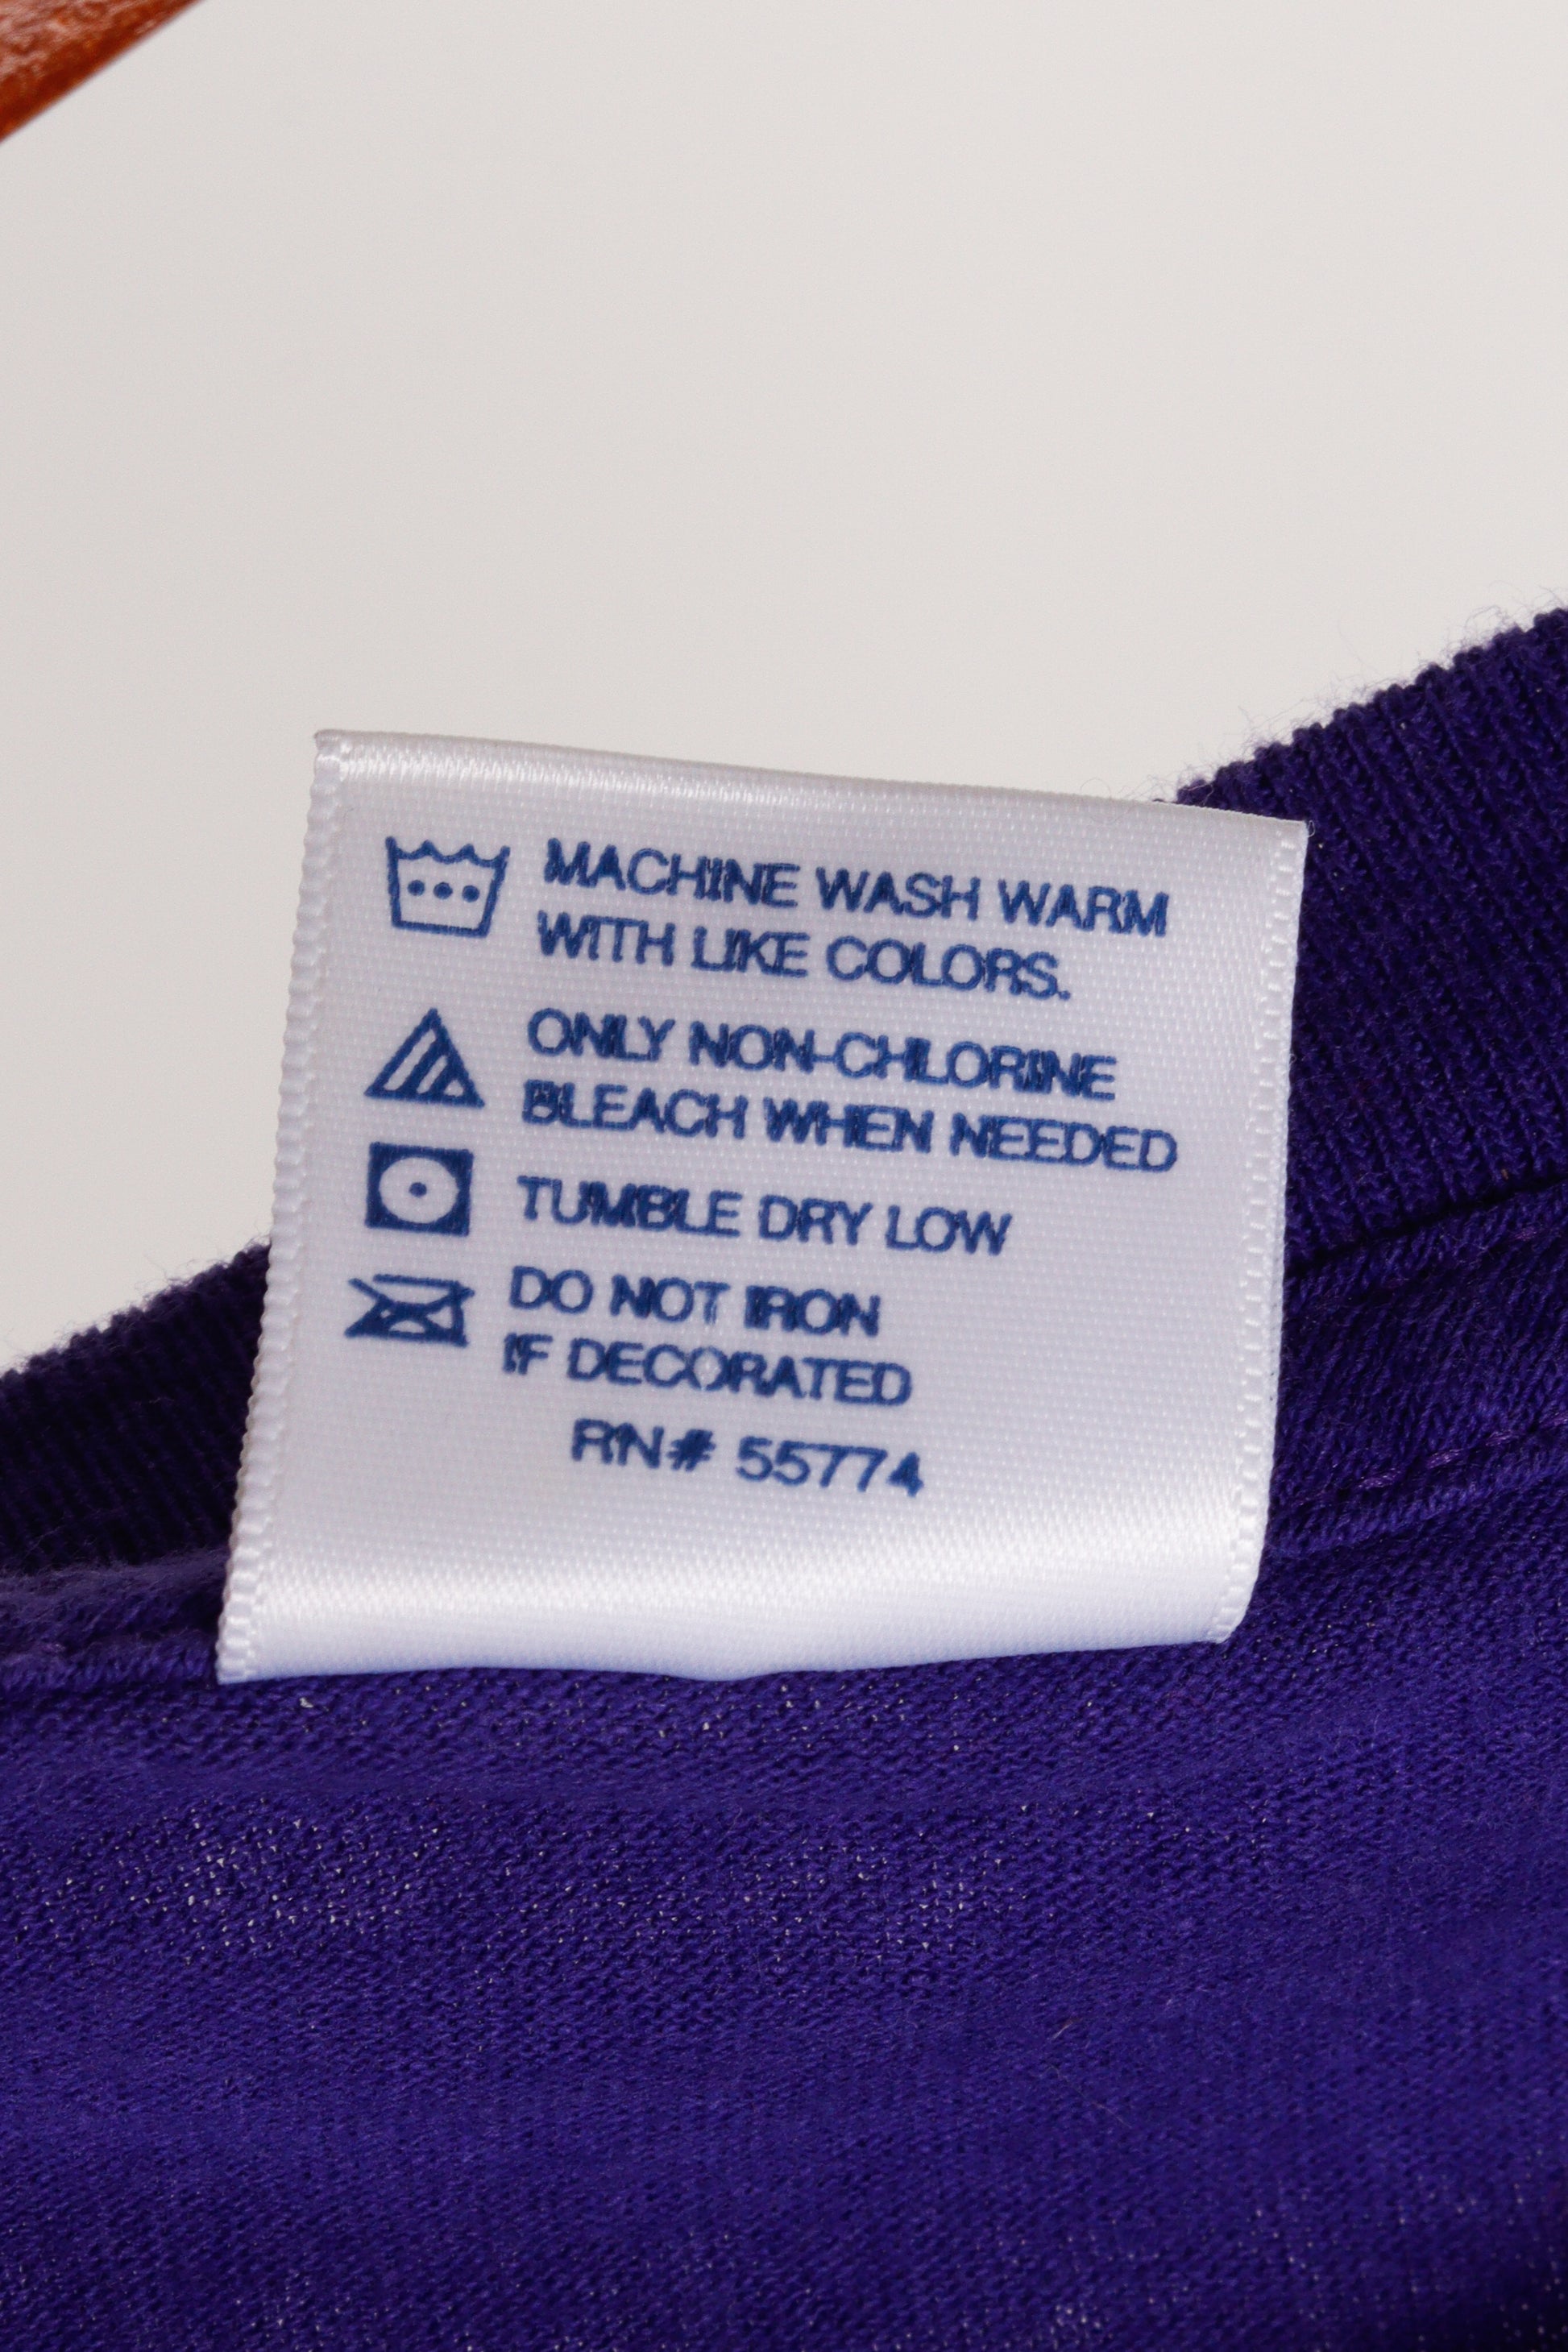 MACHINE WASH WARM
WITH LIKE COLORS.
ONLY NON-CHLORINE
BLEACH WHEN NEEDED
TUMBLE DRY LOW
DO NOT IRON
IF DECORATED
RN# 55774